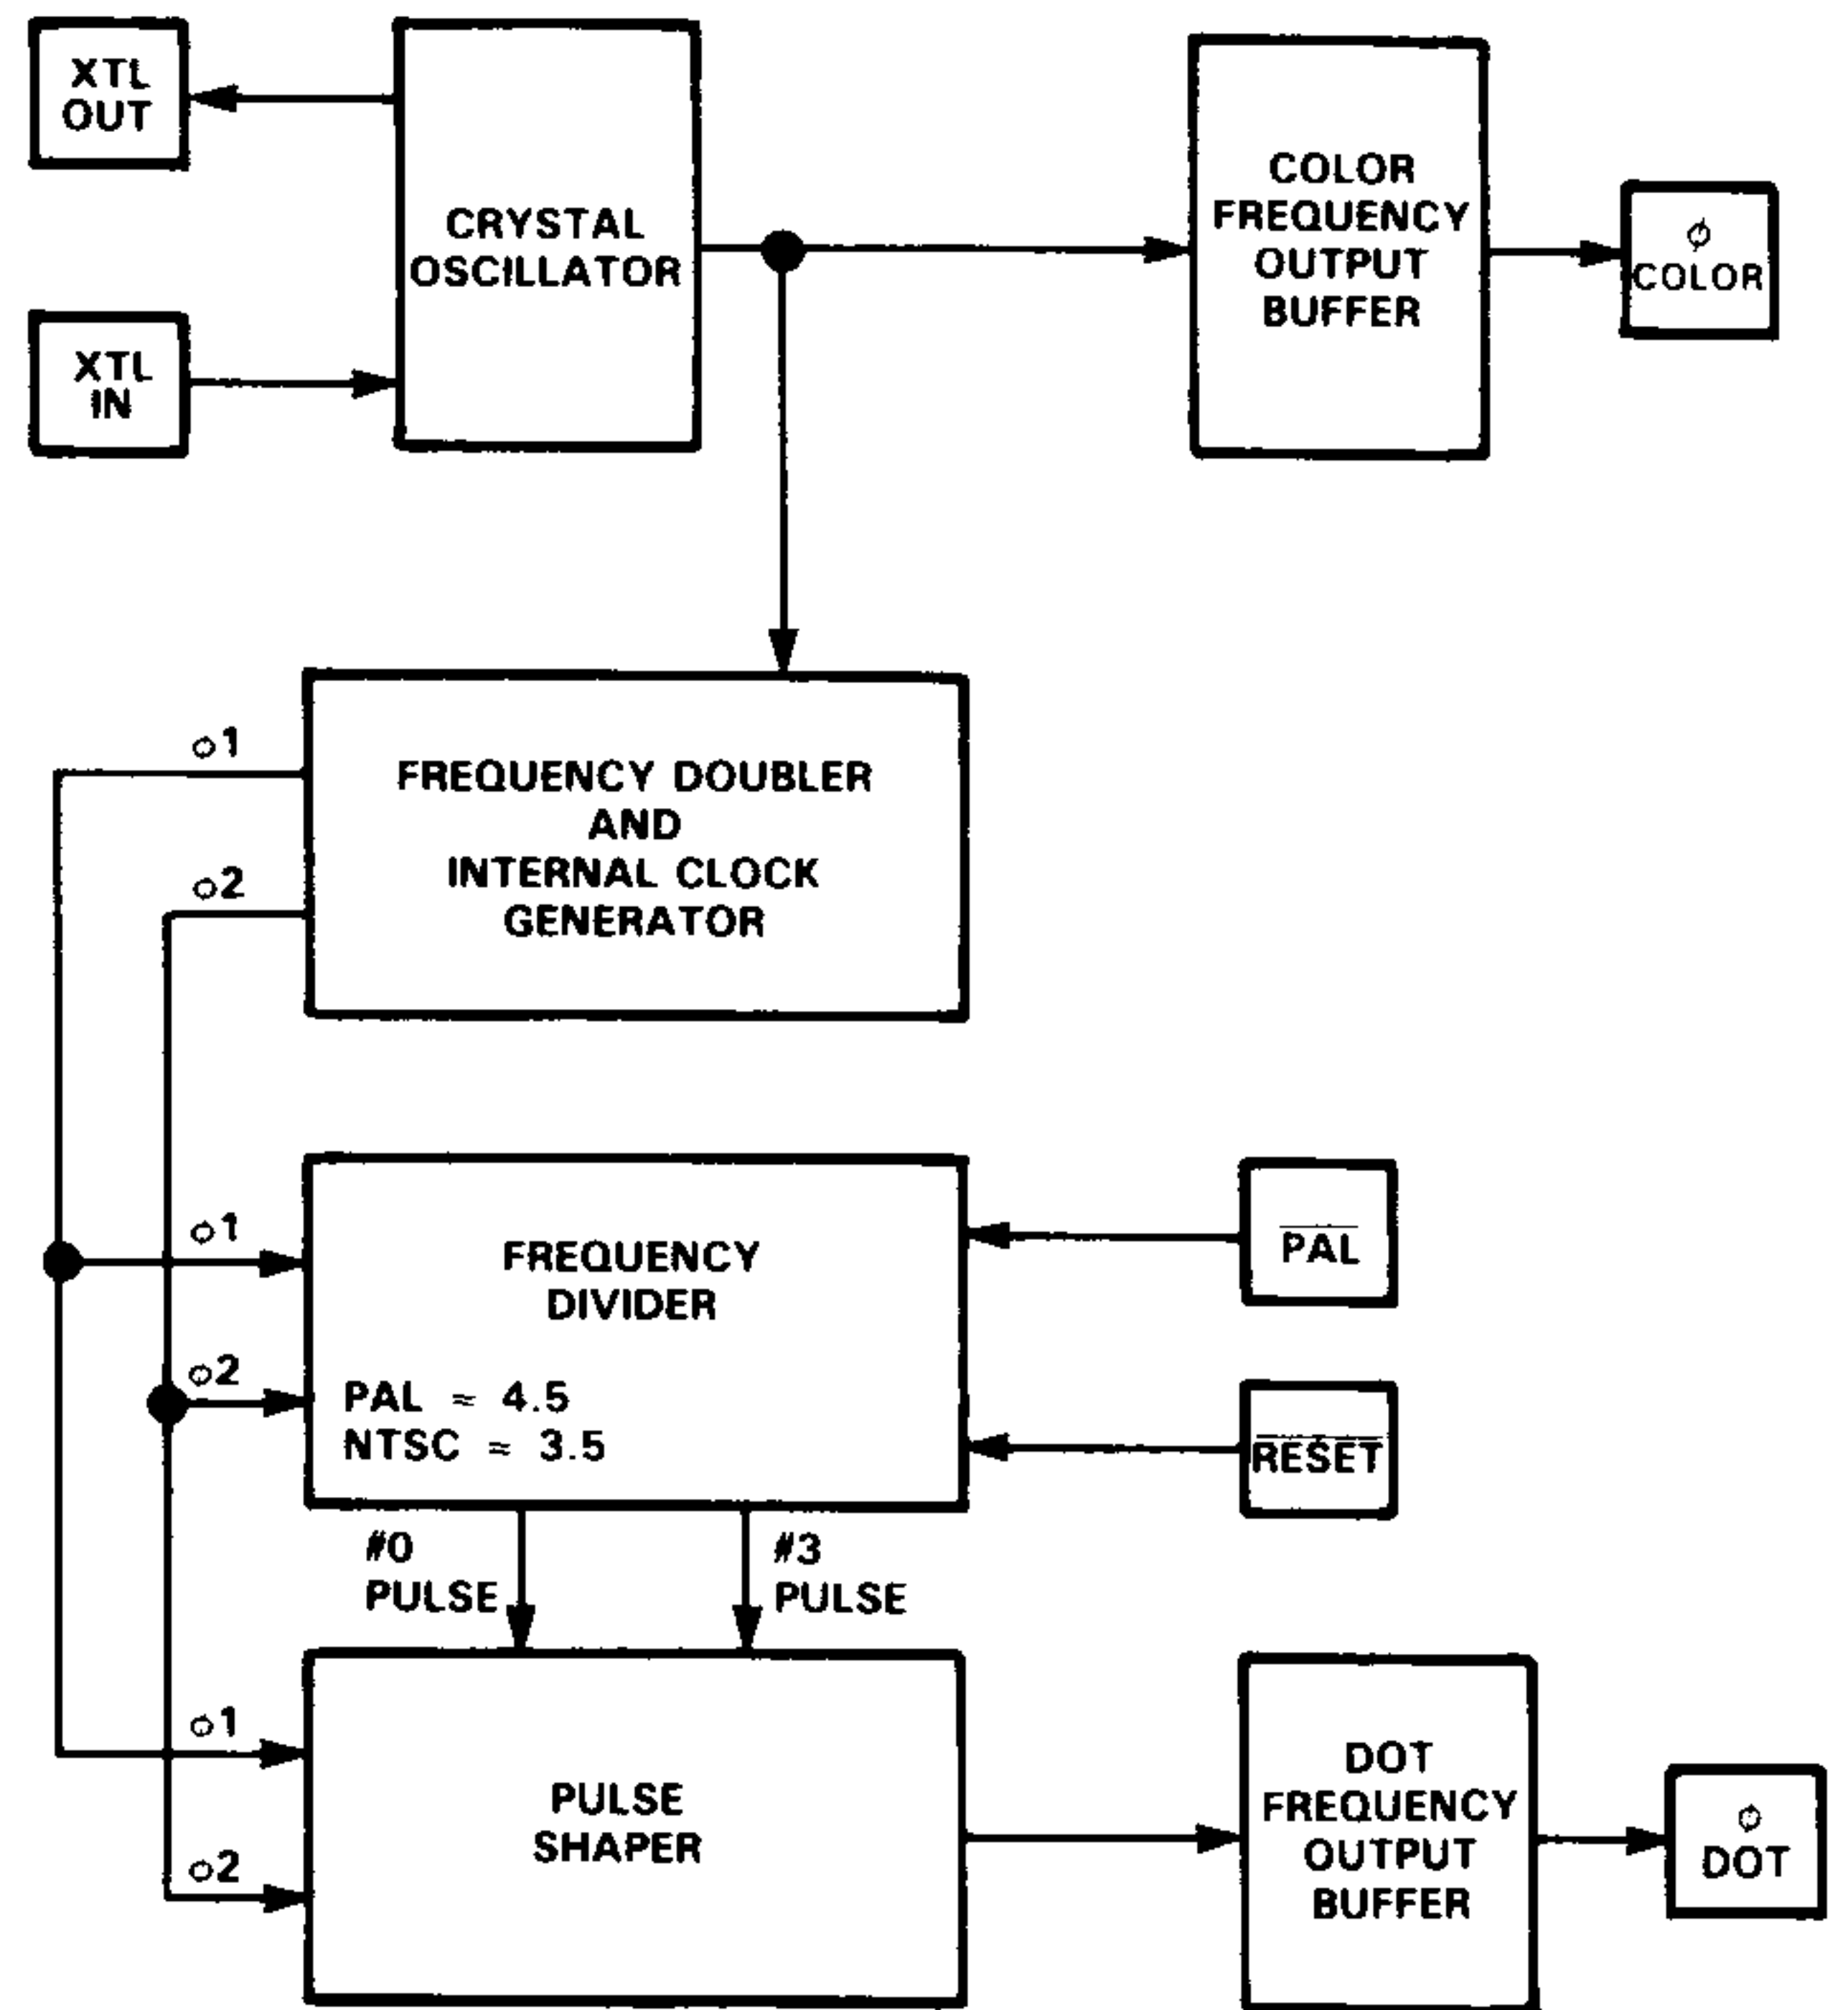 XTL
OUT
CRYSTAL
OSCILLATOR
XTL
IN
COLOR
FREQUENCY
OUTPUT
BUFFER
ϕ
COLOR
ϕ1
ϕ2
FREQUENCY DOUBLER
AND
INTERNAL CLOCK
GENERATOR
ϕ1
ϕ2
FREQUENCY
DIVIDER
PAL ≈ 4.5
NTSC ≈ 3.5
PAL
RESET
#0
PULSE
#3
PULSE
ϕ1
ϕ2
PULSE
SHAPER
DOT
FREQUENCY
OUTPUT
BUFFER
ϕ
DOT